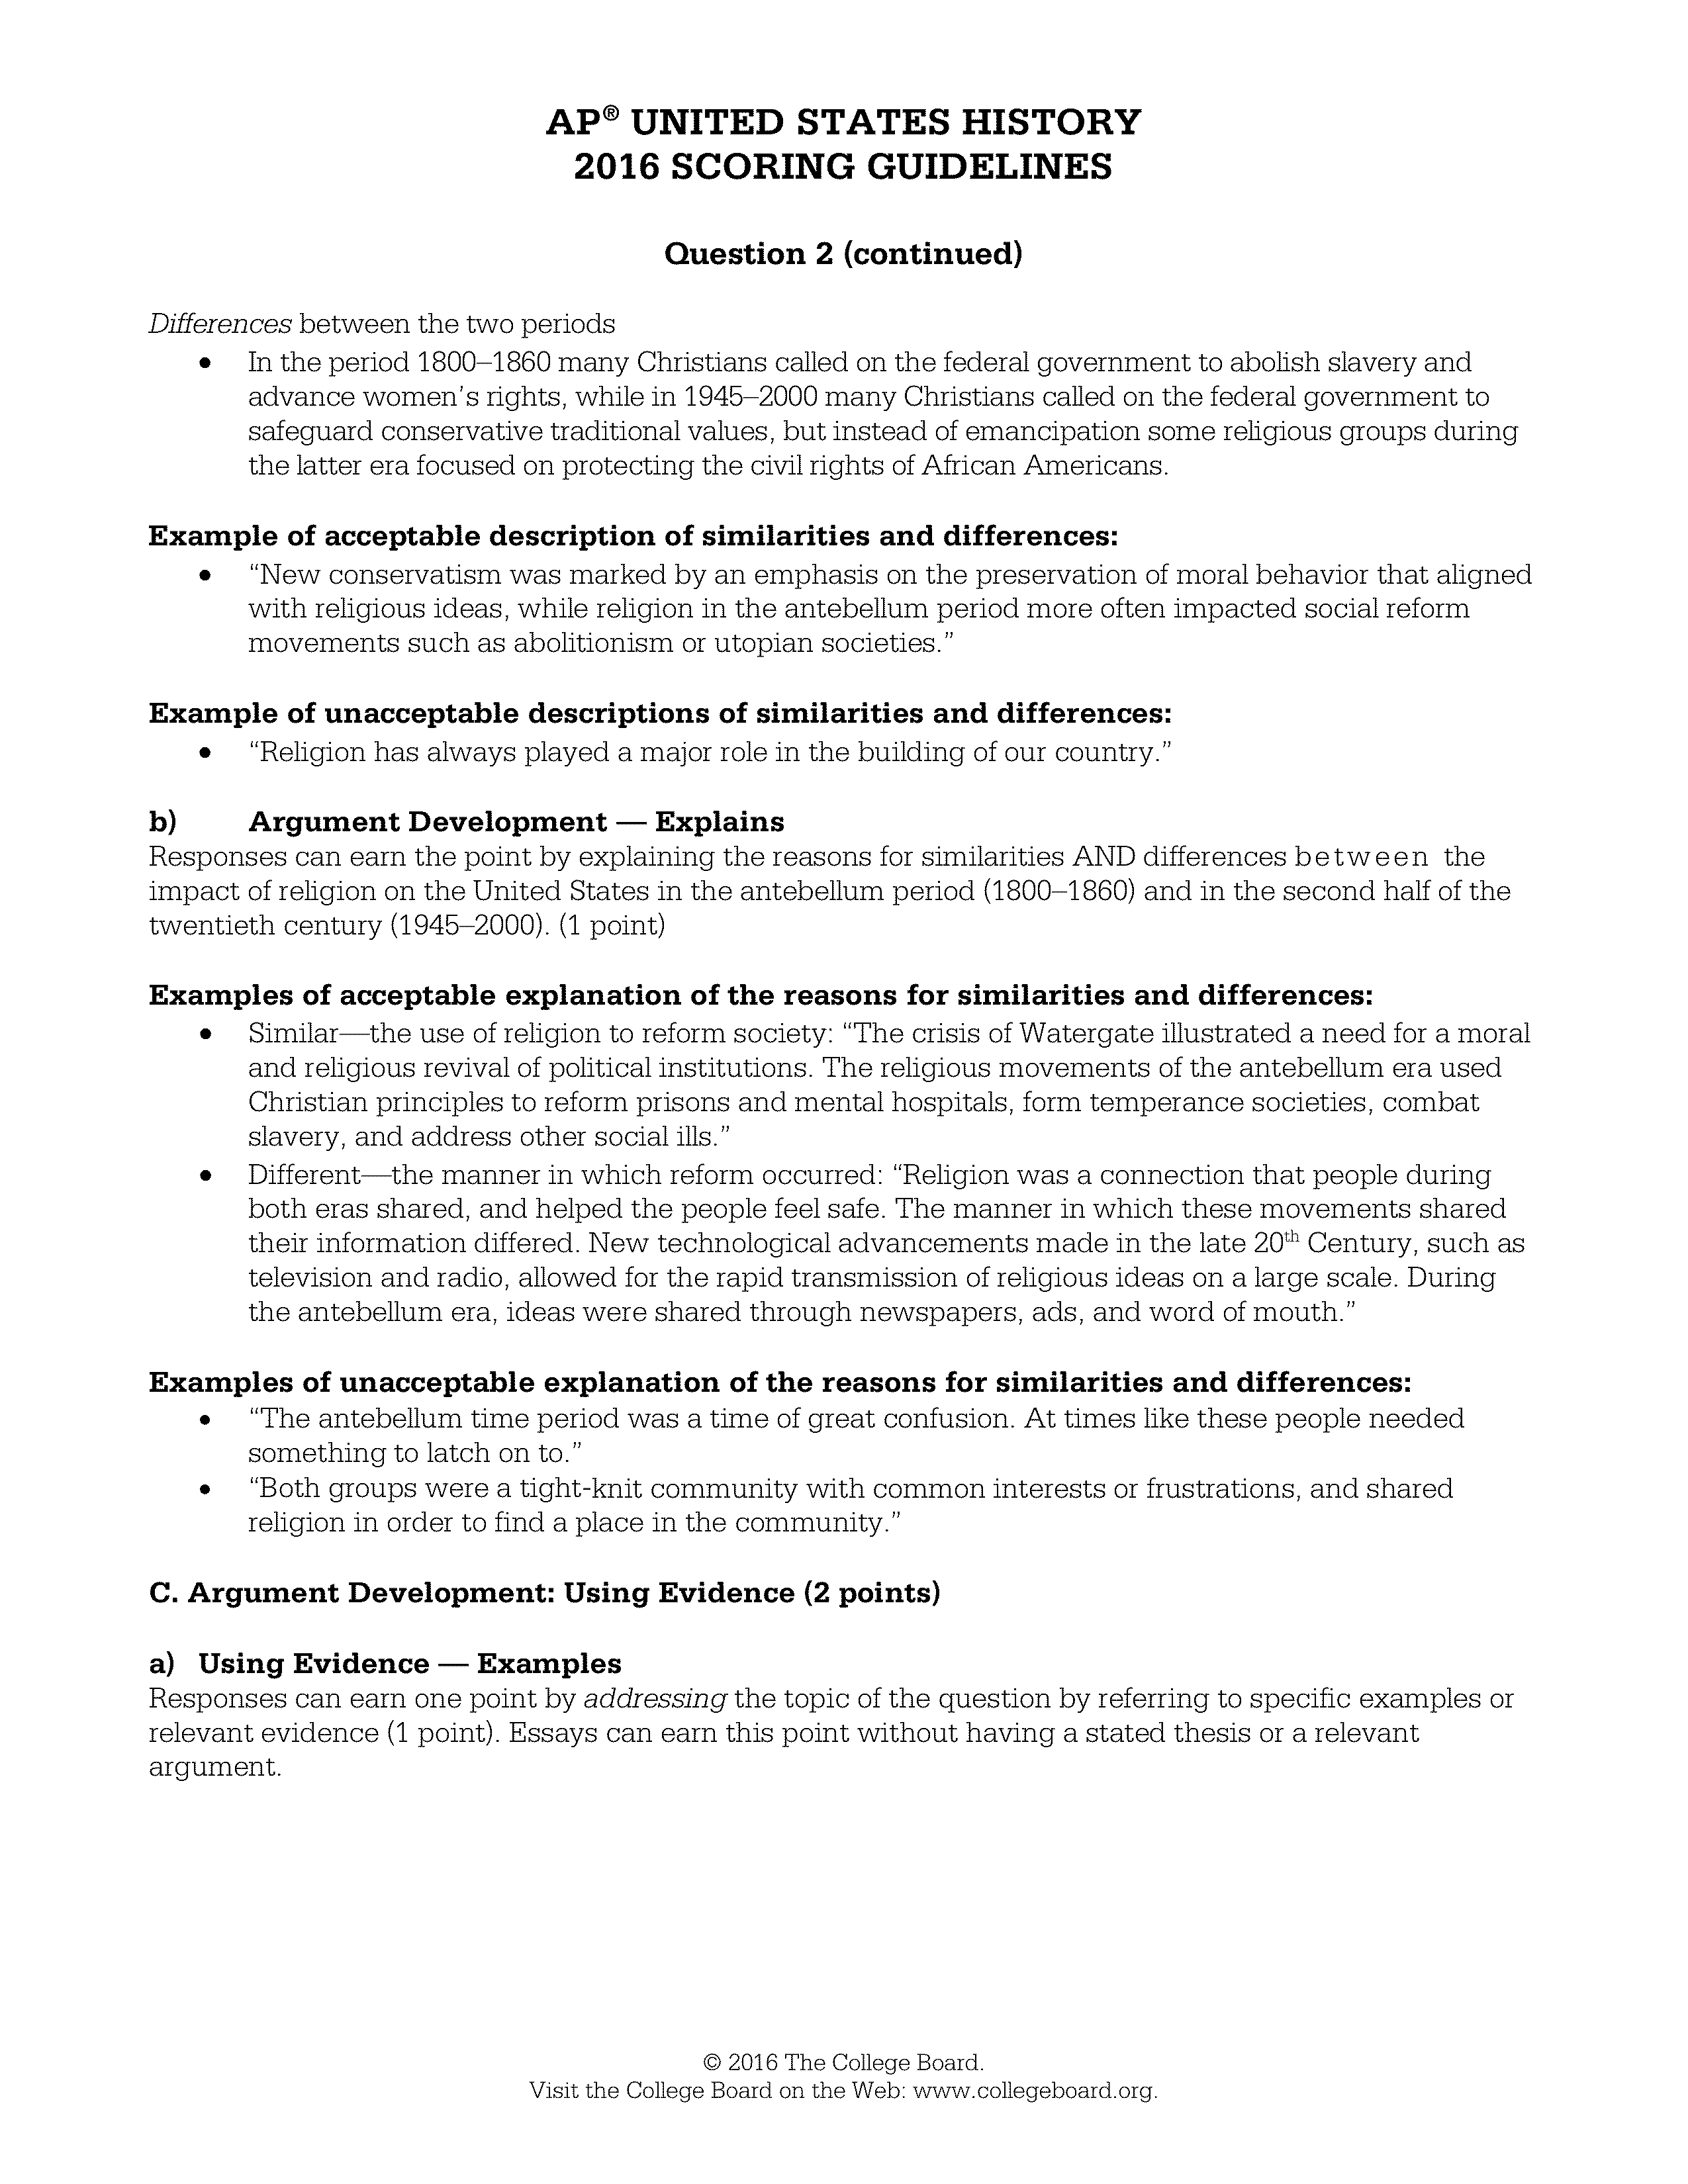 AP® UNITED STATES HISTORY
2016 SCORING GUIDELINES
Question 2 (continued)
Differences between the two periods
• In the period 1800–1860 many Christians called on the federal government to abolish slavery and
advance women’s rights, while in 1945–2000 many Christians called on the federal government to
safeguard conservative traditional values, but instead of emancipation some religious groups during
the latter era focused on protecting the civil rights of African Americans.
Example of acceptable description of similarities and differences:
• “New conservatism was marked by an emphasis on the preservation of moral behavior that aligned
with religious ideas, while religion in the antebellum period more often impacted social reform
movements such as abolitionism or utopian societies.”
Example of unacceptable descriptions of similarities and differences:
• “Religion has always played a major role in the building of our country.”
b) Argument Development — Explains
Responses can earn the point by explaining the reasons for similarities AND differences between the
impact of religion on the United States in the antebellum period (1800–1860) and in the second half of the
twentieth century (1945–2000). (1 point)
Examples of acceptable explanation of the reasons for similarities and differences:
• Similar—the use of religion to reform society: “The crisis of Watergate illustrated a need for a moral
and religious revival of political institutions. The religious movements of the antebellum era used
Christian principles to reform prisons and mental hospitals, form temperance societies, combat
slavery, and address other social ills.”
• Different—the manner in which reform occurred: “Religion was a connection that people during
both eras shared, and helped the people feel safe. The manner in which these movements shared
their information differed. New technological advancements made in the late 20th Century, such as
television and radio, allowed for the rapid transmission of religious ideas on a large scale. During
the antebellum era, ideas were shared through newspapers, ads, and word of mouth.”
Examples of unacceptable explanation of the reasons for similarities and differences:
• “The antebellum time period was a time of great confusion. At times like these people needed
something to latch on to.”
• “Both groups were a tight-knit community with common interests or frustrations, and shared
religion in order to find a place in the community.”
C. Argument Development: Using Evidence (2 points)
a) Using Evidence — Examples
Responses can earn one point by addressing the topic of the question by referring to specific examples or
relevant evidence (1 point). Essays can earn this point without having a stated thesis or a relevant
argument.
© 2016 The College Board.
Visit the College Board on the Web: www.collegeboard.org.